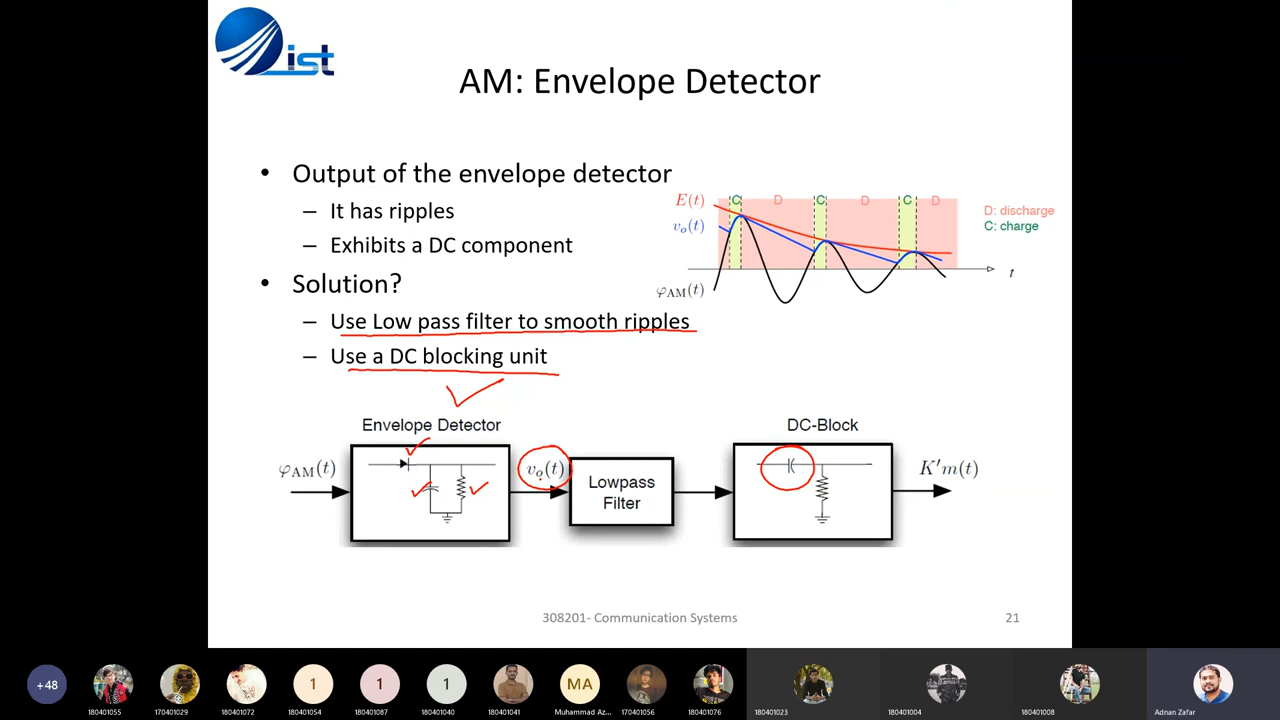 ist
AM: Envelope Detector
• Output of the envelope detector
– It has ripples
– Exhibits a DC component
• Solution?
– Use Low pass filter to smooth ripples
– Use a DC blocking unit
E(t)
C D C D C D
v₀(t)
φAM(t)
t
D: discharge
C: charge
Envelope Detector
DC-Block
φAM(t)
v₀(t)
Lowpass
Filter
K′m(t)
308201- Communication Systems
21
+48
1
1
1
MA
180401055
170401029
180401072
180401054
180401087
180401040
180401041
Muhammad Az...
170401056
180401076
180401023
180401004
180401008
Adnan Zafar